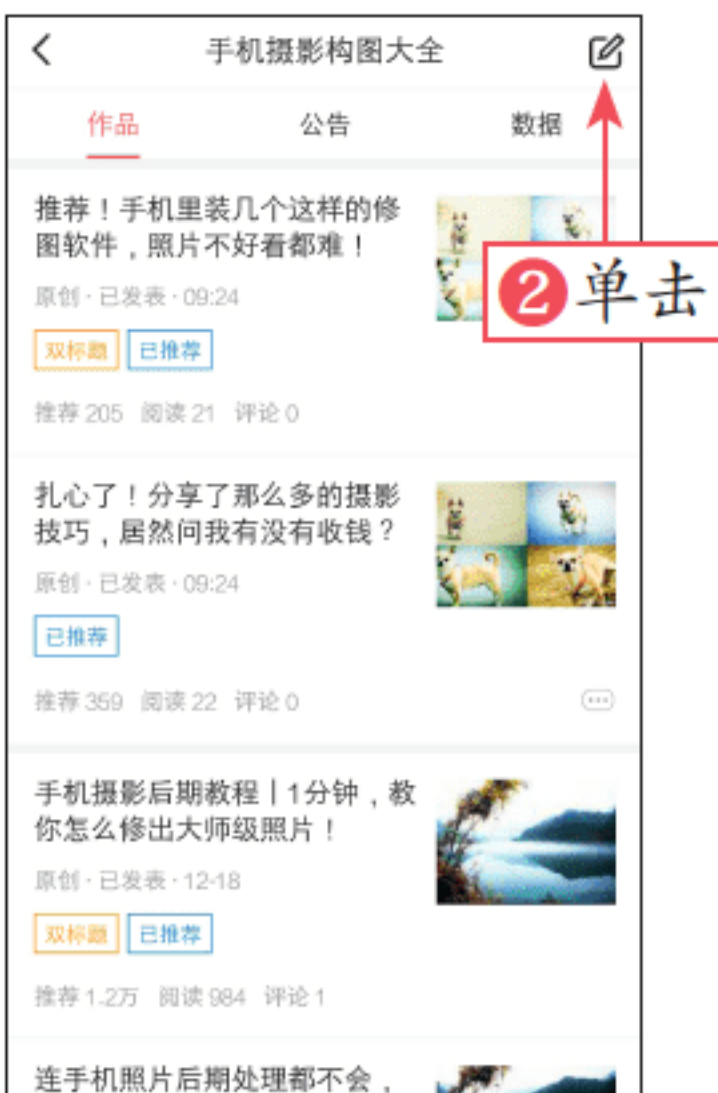 手机摄影构图大全
作品 公告 数据
推荐！手机里装几个这样的修
图软件，照片不好看都难！
原创·已发表·09:24
双标题 已推荐
推荐 205 阅读 21 评论 0
❷单击
扎心了！分享了那么多的摄影
技巧，居然问我有没有收钱？
原创·已发表·09:24
已推荐
推荐 359 阅读 22 评论 0
手机摄影后期教程｜1分钟，教
你怎么修出大师级照片！
原创·已发表·12-18
双标题 已推荐
推荐 1.2万 阅读 984 评论 1
连手机照片后期处理都不会，